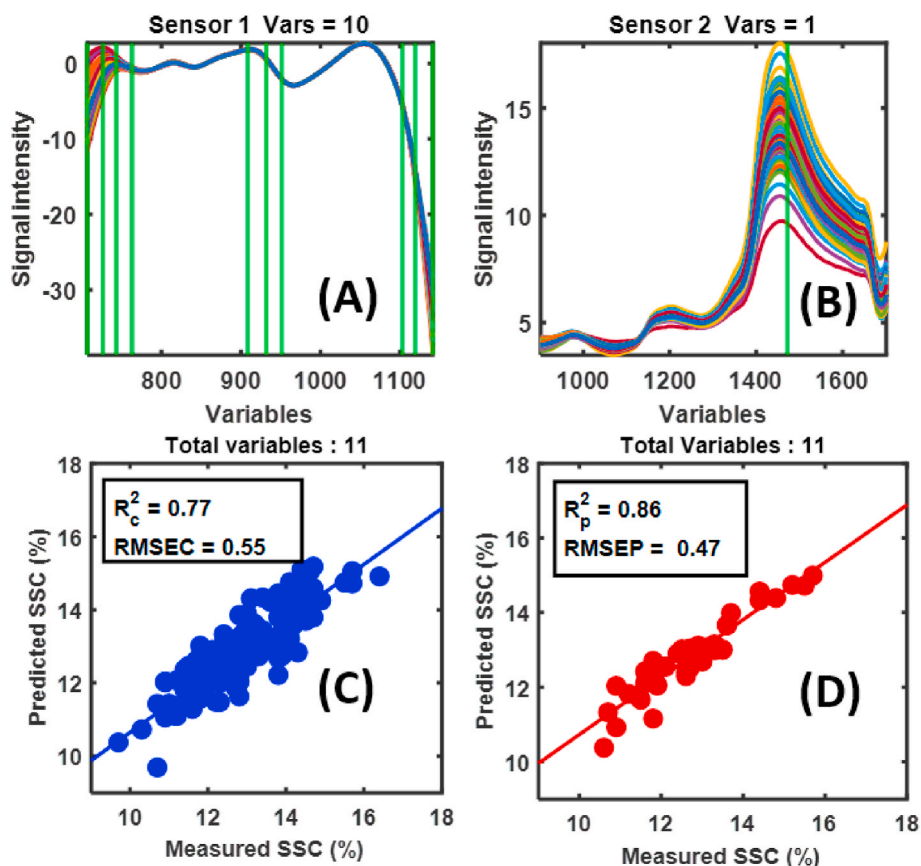 Sensor 1 Vars = 10
Signal intensity
0
-10
-20
-30
(A)
800
900
1000
1100
Variables
Sensor 2 Vars = 1
Signal intensity
15
10
5
(B)
1000
1200
1400
1600
Variables
Total variables : 11
Predicted SSC (%)
18
16
14
12
10
R²c = 0.77
RMSEC = 0.55
(C)
10
12
14
16
18
Measured SSC (%)
Total Variables : 11
Predicted SSC (%)
18
16
14
12
10
R²p = 0.86
RMSEP = 0.47
(D)
10
12
14
16
18
Measured SSC (%)